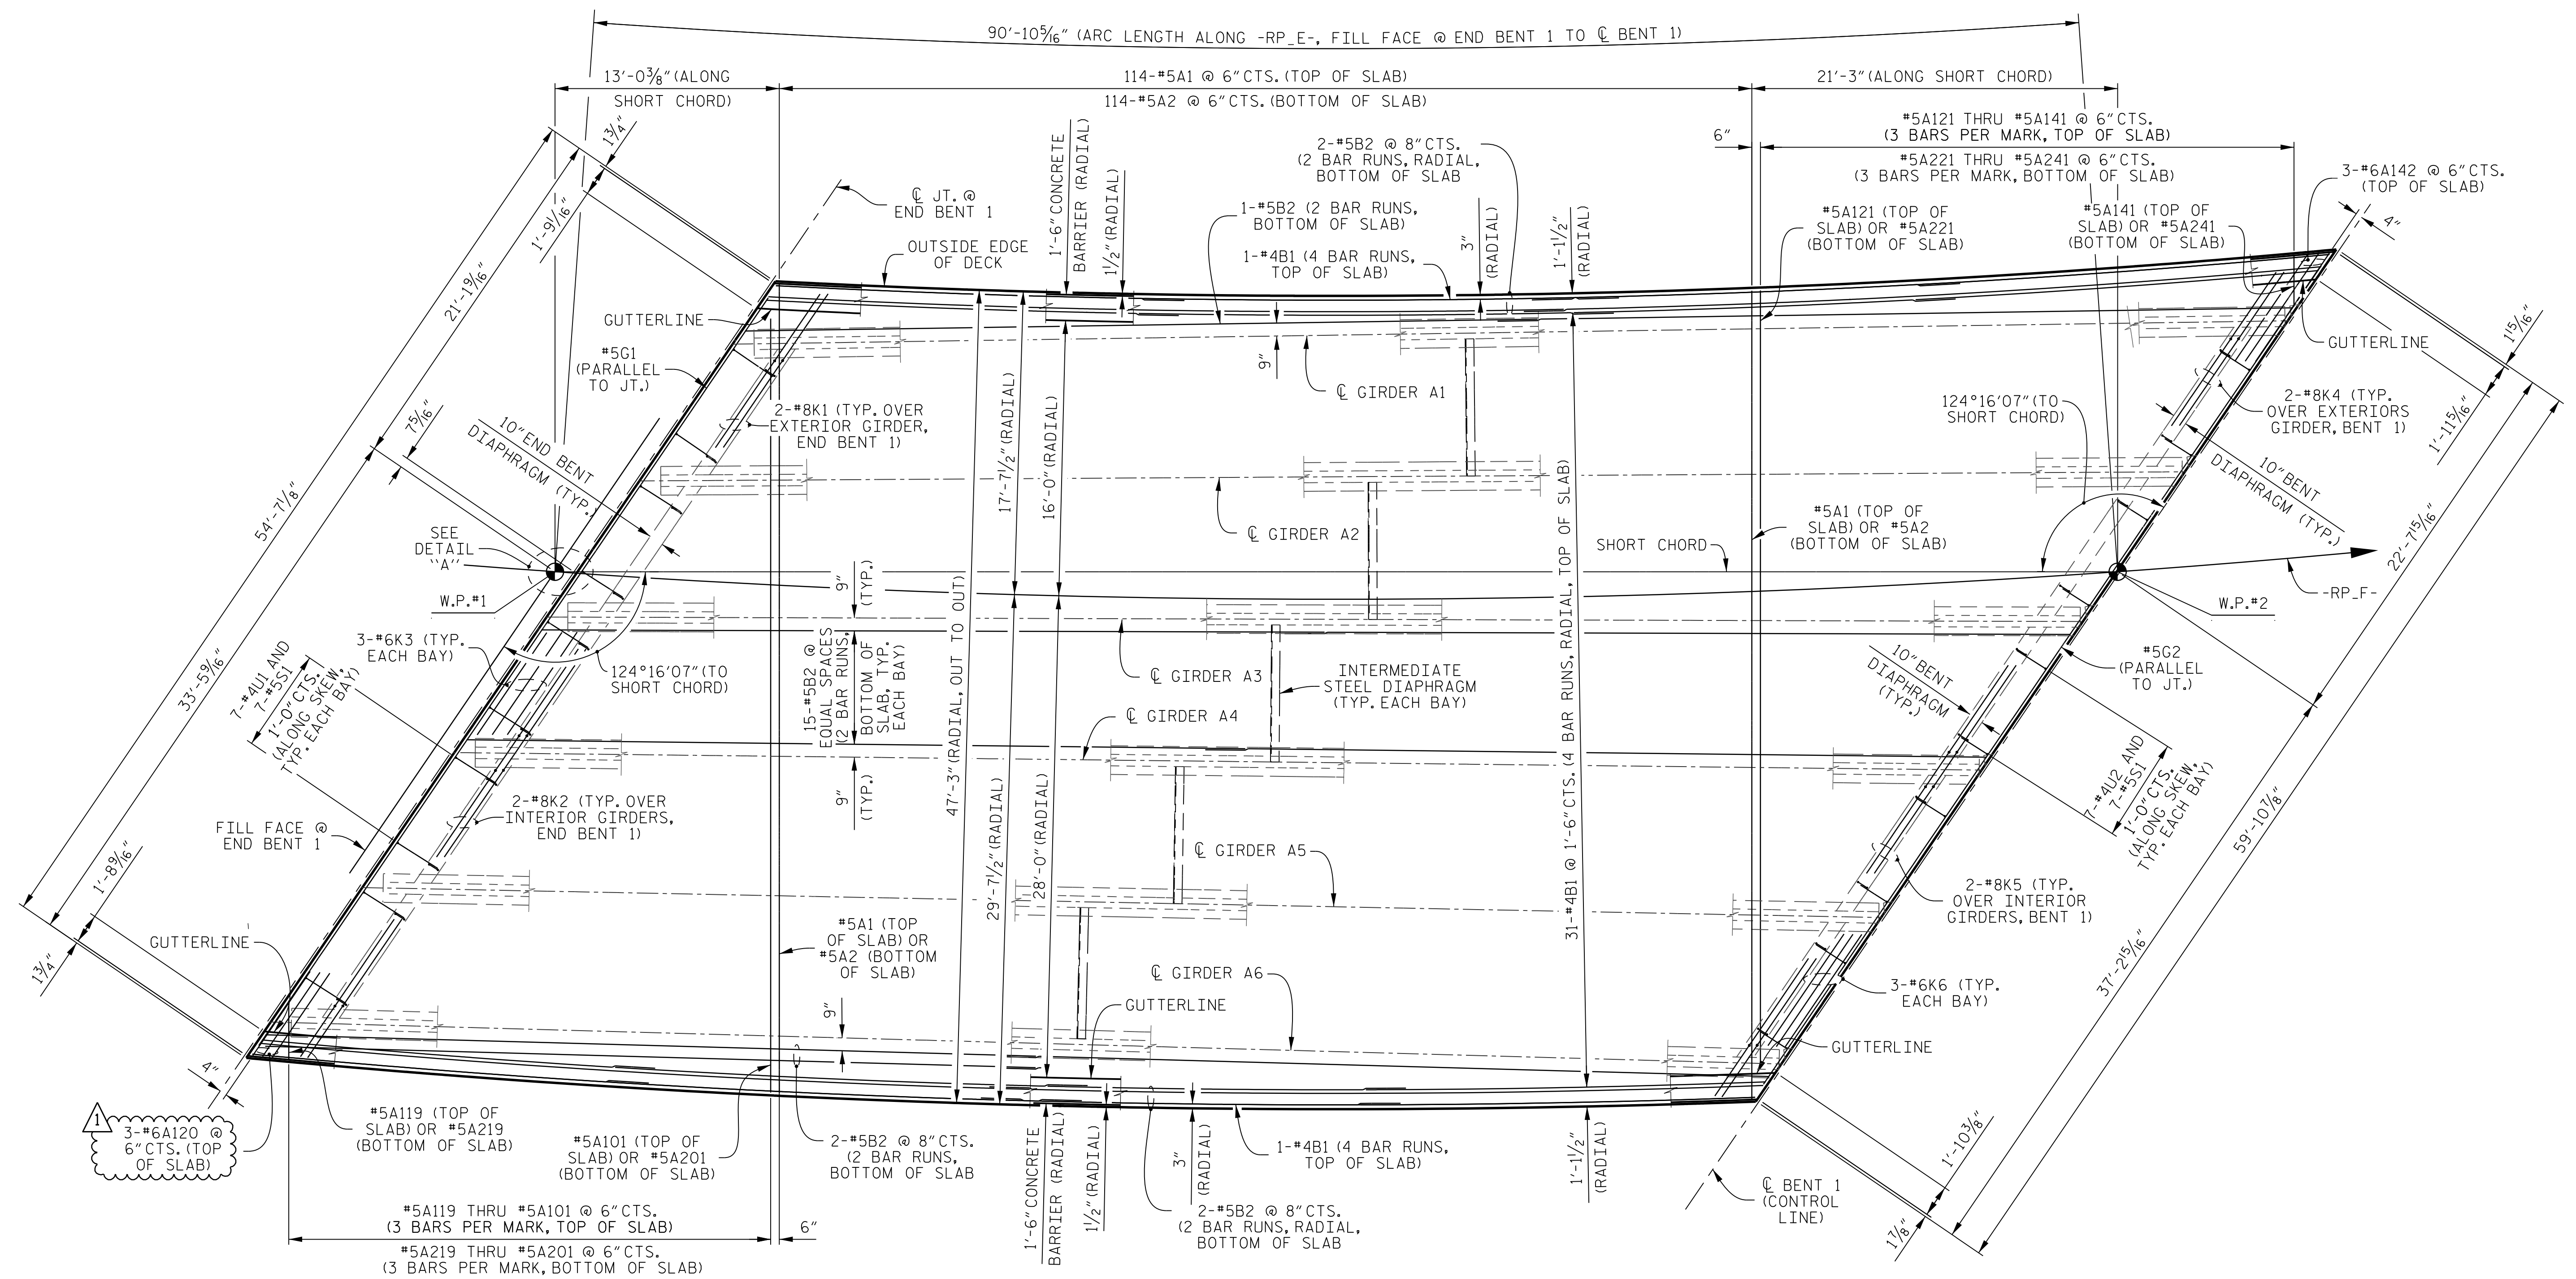 90'-10 5/16" (ARC LENGTH ALONG -RP_E-, FILL FACE @ END BENT 1 TO ℄ BENT 1)
13'-0 3/8" (ALONG
SHORT CHORD)
114-#5A1 @ 6" CTS. (TOP OF SLAB)
114-#5A2 @ 6" CTS. (BOTTOM OF SLAB)
21'-3" (ALONG SHORT CHORD)
6"
#5A121 THRU #5A141 @ 6" CTS.
(3 BARS PER MARK, TOP OF SLAB)
#5A221 THRU #5A241 @ 6" CTS.
(3 BARS PER MARK, BOTTOM OF SLAB)
3-#6A142 @ 6" CTS.
(TOP OF SLAB)
4"
1 3/4"
1'-9 1/16"
21'-1 9/16"
℄ JT. @
END BENT 1
OUTSIDE EDGE
OF DECK
1'-6" CONCRETE
BARRIER (RADIAL)
1 1/2" (RADIAL)
2-#5B2 @ 8" CTS.
(2 BAR RUNS, RADIAL,
BOTTOM OF SLAB
1-#5B2 (2 BAR RUNS,
BOTTOM OF SLAB)
1-#4B1 (4 BAR RUNS,
TOP OF SLAB)
3"
(RADIAL)
1'-1 1/2"
(RADIAL)
#5A121 (TOP OF
SLAB) OR #5A221
(BOTTOM OF SLAB)
#5A141 (TOP OF
SLAB) OR #5A241
(BOTTOM OF SLAB)
GUTTERLINE
#5G1
(PARALLEL
TO JT.)
9"
℄ GIRDER A1
GUTTERLINE
1 15/16"
1'-11 5/16"
7 5/16"
10" END BENT
DIAPHRAGM (TYP.)
2-#8K1 (TYP. OVER
EXTERIOR GIRDER,
END BENT 1)
17'-7 1/2" (RADIAL)
16'-0" (RADIAL)
124°16'07" (TO
SHORT CHORD)
2-#8K4 (TYP.
OVER EXTERIORS
GIRDER, BENT 1)
10" BENT
DIAPHRAGM (TYP.)
54'-7 1/8"
SEE
DETAIL
"A"
℄ GIRDER A2
SHORT CHORD
#5A1 (TOP OF
SLAB) OR #5A2
(BOTTOM OF SLAB)
22'-7 15/16"
-RP_F-
W.P.#1
W.P.#2
9"
(TYP.)
3-#6K3 (TYP.
EACH BAY)
124°16'07" (TO
SHORT CHORD)
15-#5B2 @
EQUAL SPACES
(2 BAR RUNS,
BOTTOM OF
SLAB, TYP.
EACH BAY)
47'-3" (RADIAL, OUT TO OUT)
℄ GIRDER A3
INTERMEDIATE
STEEL DIAPHRAGM
(TYP. EACH BAY)
31-#4B1 @ 1'-6" CTS. (4 BAR RUNS, RADIAL, TOP OF SLAB)
10" BENT
DIAPHRAGM
(TYP.)
#5G2
(PARALLEL
TO JT.)
33'-5 9/16"
7-#4U1 AND
7-#5S1
1'-0" CTS.
(ALONG SKEW,
TYP. EACH BAY)
℄ GIRDER A4
7-#4U2 AND
7-#5S1
1'-0" CTS.
(ALONG SKEW,
TYP. EACH BAY)
9"
(TYP.)
2-#8K2 (TYP. OVER
INTERIOR GIRDERS,
END BENT 1)
FILL FACE @
END BENT 1
℄ GIRDER A5
59'-10 7/8"
1'-8 9/16"
29'-7 1/2" (RADIAL)
28'-0" (RADIAL)
2-#8K5 (TYP.
OVER INTERIOR
GIRDERS, BENT 1)
37'-2 15/16"
GUTTERLINE
1 3/4"
#5A1 (TOP
OF SLAB) OR
#5A2 (BOTTOM
OF SLAB)
℄ GIRDER A6
GUTTERLINE
9"
3-#6K6 (TYP.
EACH BAY)
GUTTERLINE
4"
1
3-#6A120 @
6" CTS. (TOP
OF SLAB)
#5A119 (TOP OF
SLAB) OR #5A219
(BOTTOM OF SLAB)
#5A101 (TOP OF
SLAB) OR #5A201
(BOTTOM OF SLAB)
2-#5B2 @ 8" CTS.
(2 BAR RUNS,
BOTTOM OF SLAB
1'-6" CONCRETE
BARRIER (RADIAL)
1 1/2" (RADIAL)
3"
(RADIAL)
1-#4B1 (4 BAR RUNS,
TOP OF SLAB)
1'-1 1/2"
(RADIAL)
2-#5B2 @ 8" CTS.
(2 BAR RUNS, RADIAL,
BOTTOM OF SLAB
℄ BENT 1
(CONTROL
LINE)
1'-10 3/8"
1 7/8"
#5A119 THRU #5A101 @ 6" CTS.
(3 BARS PER MARK, TOP OF SLAB)
#5A219 THRU #5A201 @ 6" CTS.
(3 BARS PER MARK, BOTTOM OF SLAB)
6"